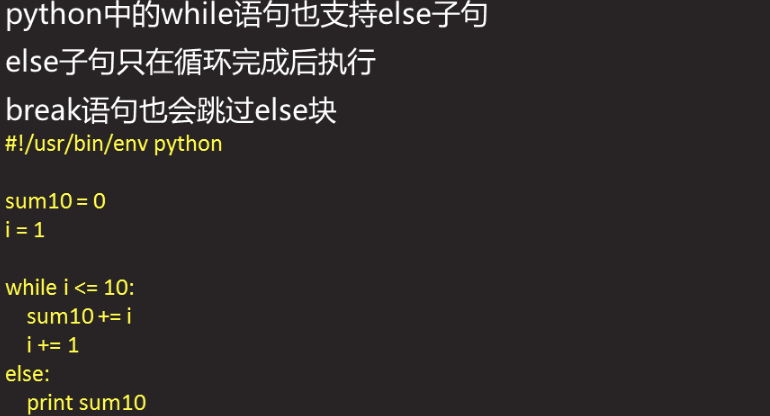 python中的while语句也支持else子句
else子句只在循环完成后执行
break语句也会跳过else块
#!/usr/bin/env python
sum10 = 0
i = 1
while i <= 10:
    sum10 += i
    i += 1
else:
    print sum10